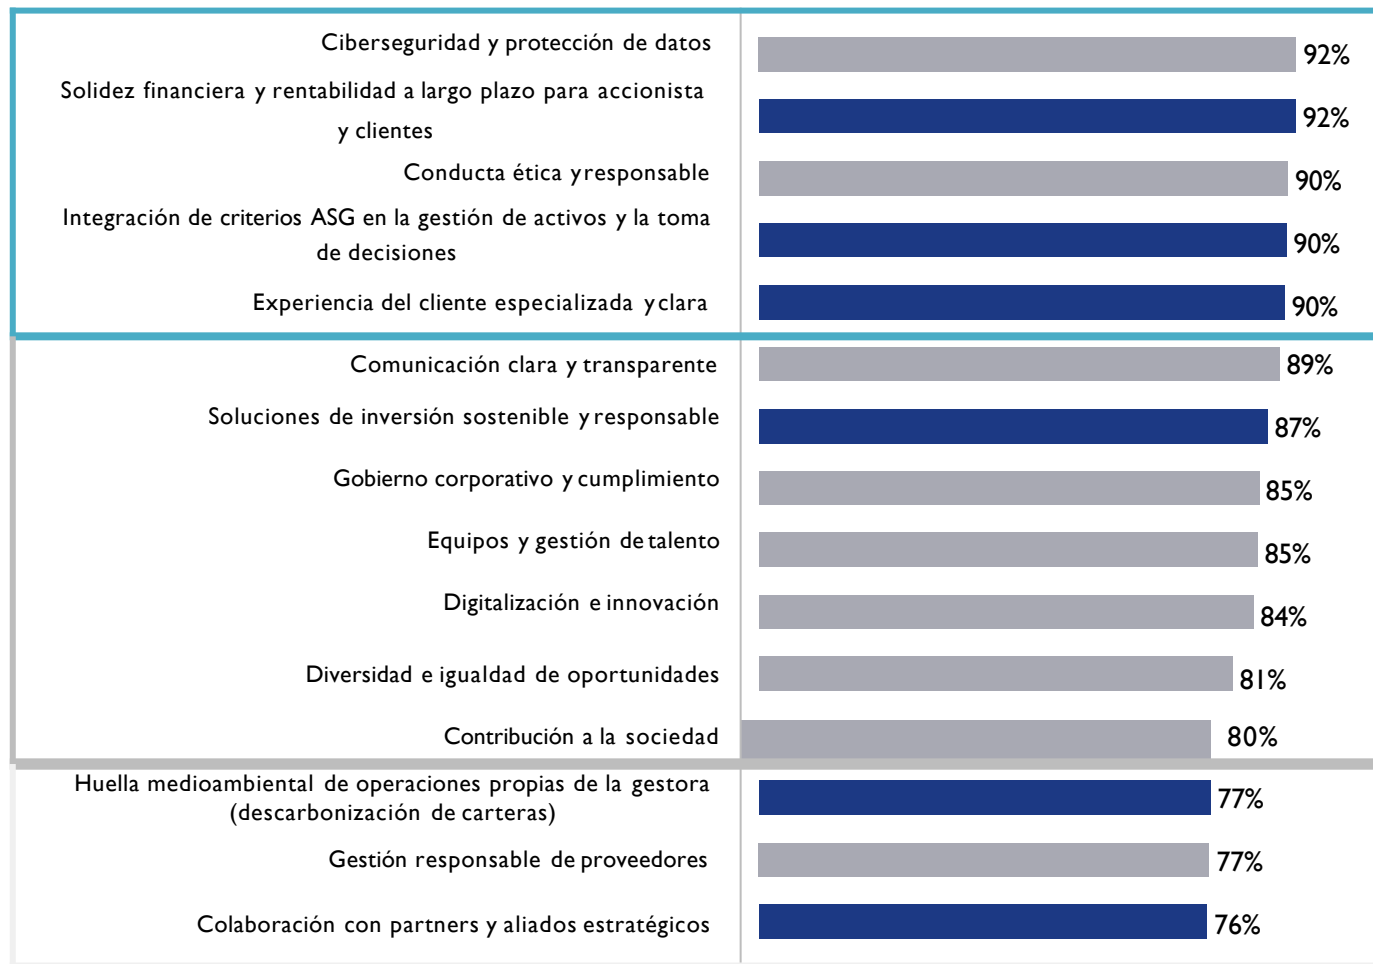 Ciberseguridad y protección de datos
92%
Solidez financiera y rentabilidad a largo plazo para accionista
y clientes
92%
Conducta ética y responsable
90%
Integración de criterios ASG en la gestión de activos y la toma
de decisiones
90%
Experiencia del cliente especializada y clara
90%
Comunicación clara y transparente
89%
Soluciones de inversión sostenible y responsable
87%
Gobierno corporativo y cumplimiento
85%
Equipos y gestión de talento
85%
Digitalización e innovación
84%
Diversidad e igualdad de oportunidades
81%
Contribución a la sociedad
80%
Huella medioambiental de operaciones propias de la gestora
(descarbonización de carteras)
77%
Gestión responsable de proveedores
77%
Colaboración con partners y aliados estratégicos
76%